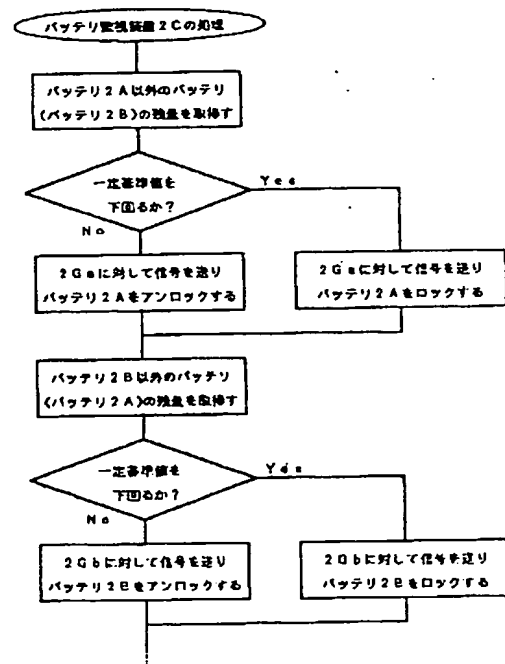 バッテリ監視装置2Cの処理
バッテリ2A以外のバッテリ
(バッテリ2B)の残量を取得す
一定基準値を
下回るか?
Yes
No
2Gaに対して信号を送り
バッテリ2Aをアンロックする
2Gaに対して信号を送り
バッテリ2Aをロックする
バッテリ2B以外のバッテリ
(バッテリ2A)の残量を取得す
一定基準値を
下回るか?
Yes
No
2Gbに対して信号を送り
バッテリ2Bをアンロックする
2Gbに対して信号を送り
バッテリ2Bをロックする